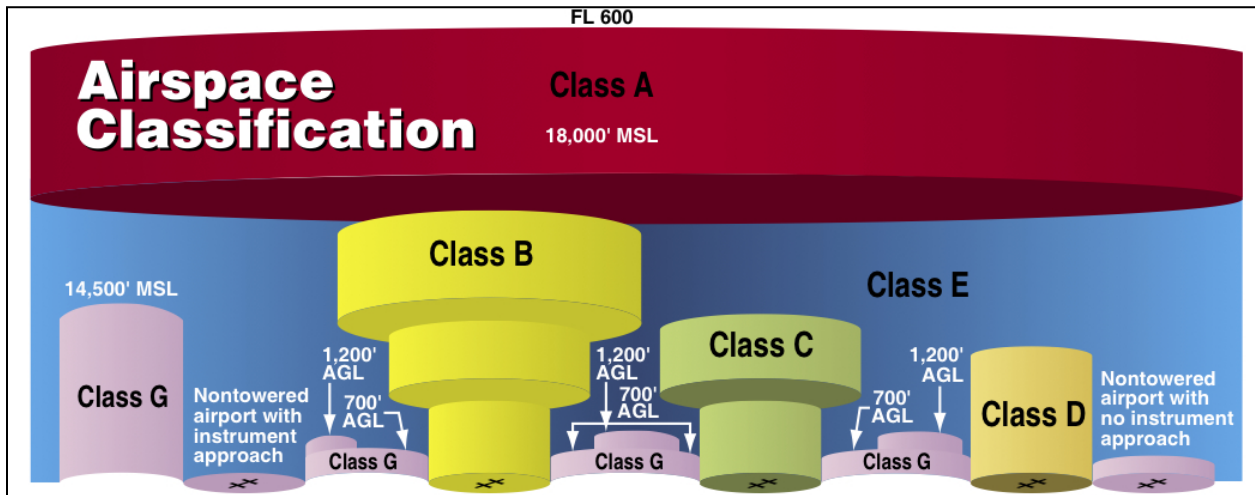 FL 600
Airspace
Classification
Class A
18,000' MSL
Class B
Class E
14,500' MSL
Class G
Nontowered
airport with
instrument
approach
1,200'
AGL
700'
AGL
Class G
1,200'
AGL
700'
AGL
Class G
Class C
1,200'
AGL
700'
AGL
Class G
Class D
Nontowered
airport with
no instrument
approach